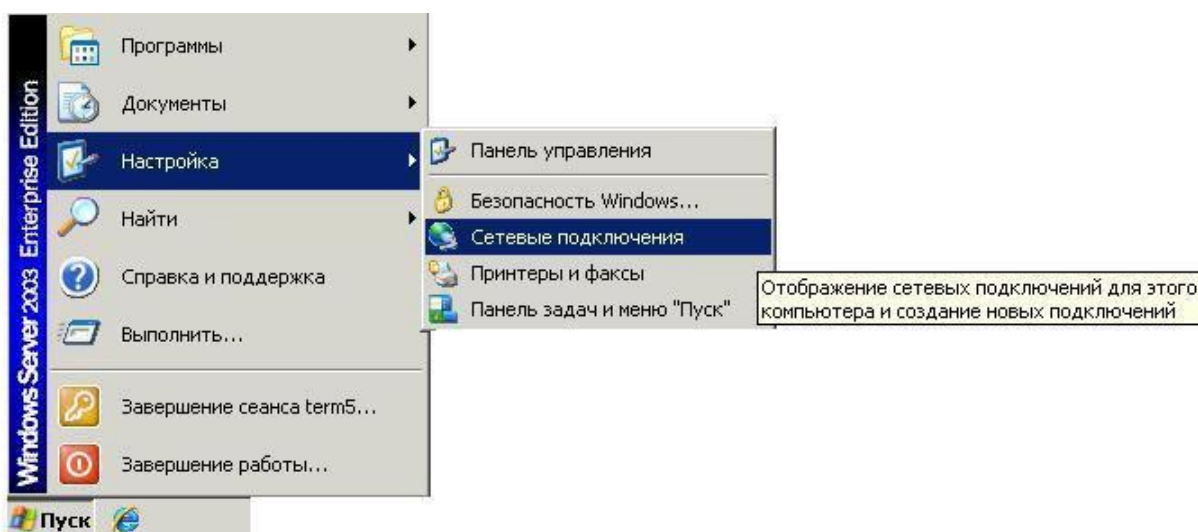 Windows Server 2003 Enterprise Edition
Программы
Документы
Настройка
Найти
Справка и поддержка
Выполнить...
Завершение сеанса term5...
Завершение работы...
Панель управления
Безопасность Windows...
Сетевые подключения
Принтеры и факсы
Панель задач и меню "Пуск"
Отображение сетевых подключений для этого
компьютера и создание новых подключений
Пуск